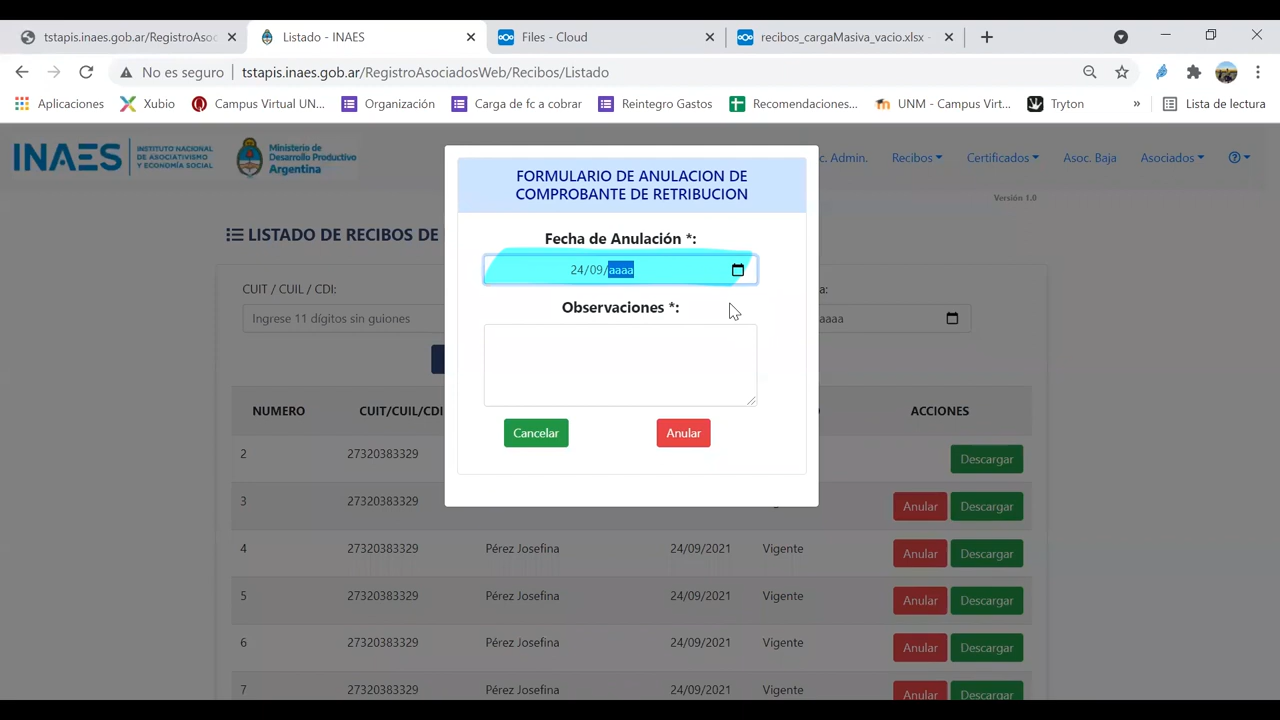 tstapis.inaes.gob.ar/RegistroAsoc
Listado - INAES
Files - Cloud
recibos_cargaMasiva_vacio.xlsx -
No es seguro
tstapis.inaes.gob.ar/RegistroAsociadosWeb/Recibos/Listado
Aplicaciones
Xubio
Campus Virtual UN...
Organización
Carga de fc a cobrar
Reintegro Gastos
Recomendaciones...
UNM - Campus Virt...
Tryton
»
Lista de lectura
INAES
INSTITUTO NACIONAL
DE ASOCIATIVISMO
Y ECONOMÍA SOCIAL
Ministerio de
Desarrollo Productivo
Argentina
c. Admin.
Recibos
Certificados
Asoc. Baja
Asociados
Versión 1.0
LISTADO DE RECIBOS DE
CUIT / CUIL / CDI:
Ingrese 11 dígitos sin guiones
a:
aaaa
FORMULARIO DE ANULACION DE
COMPROBANTE DE RETRIBUCION
Fecha de Anulación *:
24/09/aaaa
Observaciones *:
Cancelar
Anular
NUMERO CUIT/CUIL/CDI O ACCIONES
2 27320383329 Descargar
3 27320383329 Anular Descargar
4 27320383329 Pérez Josefina 24/09/2021 Vigente Anular Descargar
5 27320383329 Pérez Josefina 24/09/2021 Vigente Anular Descargar
6 27320383329 Pérez Josefina 24/09/2021 Vigente Anular Descargar
7 27320383329 Pérez Josefina 24/09/2021 Vigente Anular Descargar